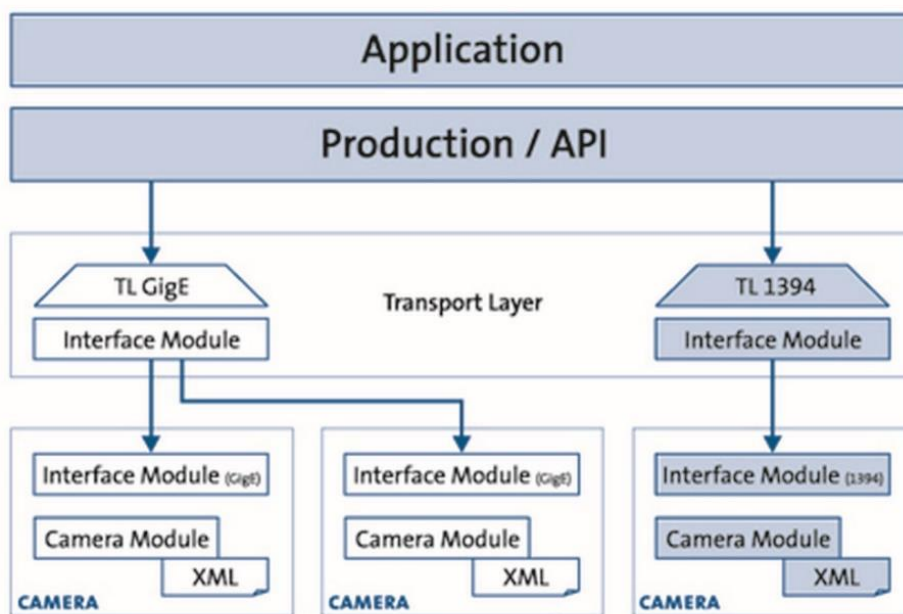 Application
Production / API
TL GigE
Transport Layer
TL 1394
Interface Module
Interface Module
Interface Module (GigE)
Interface Module (GigE)
Interface Module (1394)
Camera Module
Camera Module
Camera Module
XML
XML
XML
CAMERA
CAMERA
CAMERA